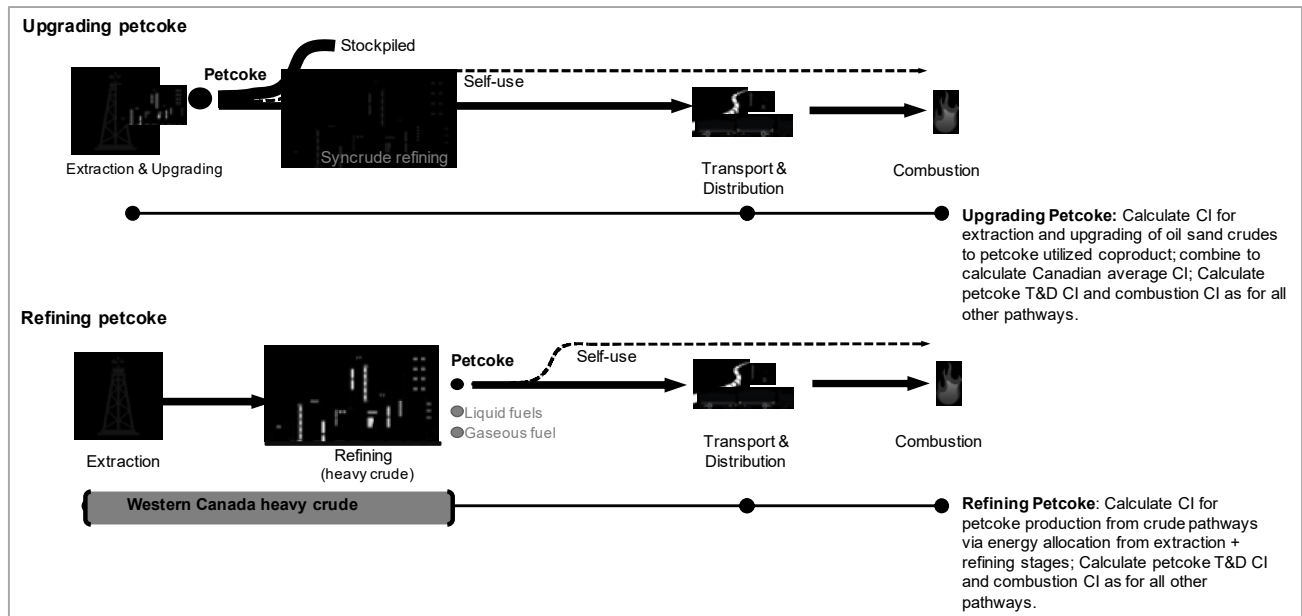 Upgrading petcoke
Stockpiled
Petcoke
Self-use
Syncrude refining
Extraction & Upgrading
Transport &
Distribution
Combustion
Upgrading Petcoke: Calculate CI for
extraction and upgrading of oil sand crudes
to petcoke utilized coproduct; combine to
calculate Canadian average CI; Calculate
petcoke T&D CI and combustion CI as for all
other pathways.
Refining petcoke
Petcoke
Self-use
Liquid fuels
Gaseous fuel
Extraction
Refining
(heavy crude)
Transport &
Distribution
Combustion
Western Canada heavy crude
Refining Petcoke: Calculate CI for
petcoke production from crude pathways
via energy allocation from extraction +
refining stages; Calculate petcoke T&D CI
and combustion CI as for all other
pathways.